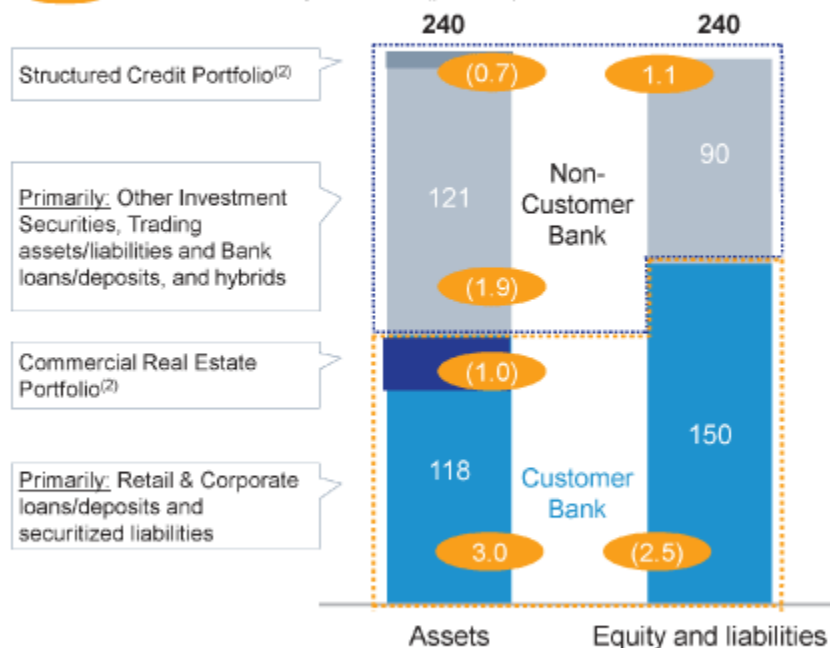 240
240
Structured Credit Portfolio(2)
(0.7)
1.1
Primarily: Other Investment
Securities, Trading
assets/liabilities and Bank
loans/deposits, and hybrids
121
Non-
Customer
Bank
90
(1.9)
Commercial Real Estate
Portfolio(2)
(1.0)
Primarily: Retail & Corporate
loans/deposits and
securitized liabilities
118
Customer
Bank
150
3.0
(2.5)
Assets
Equity and liabilities